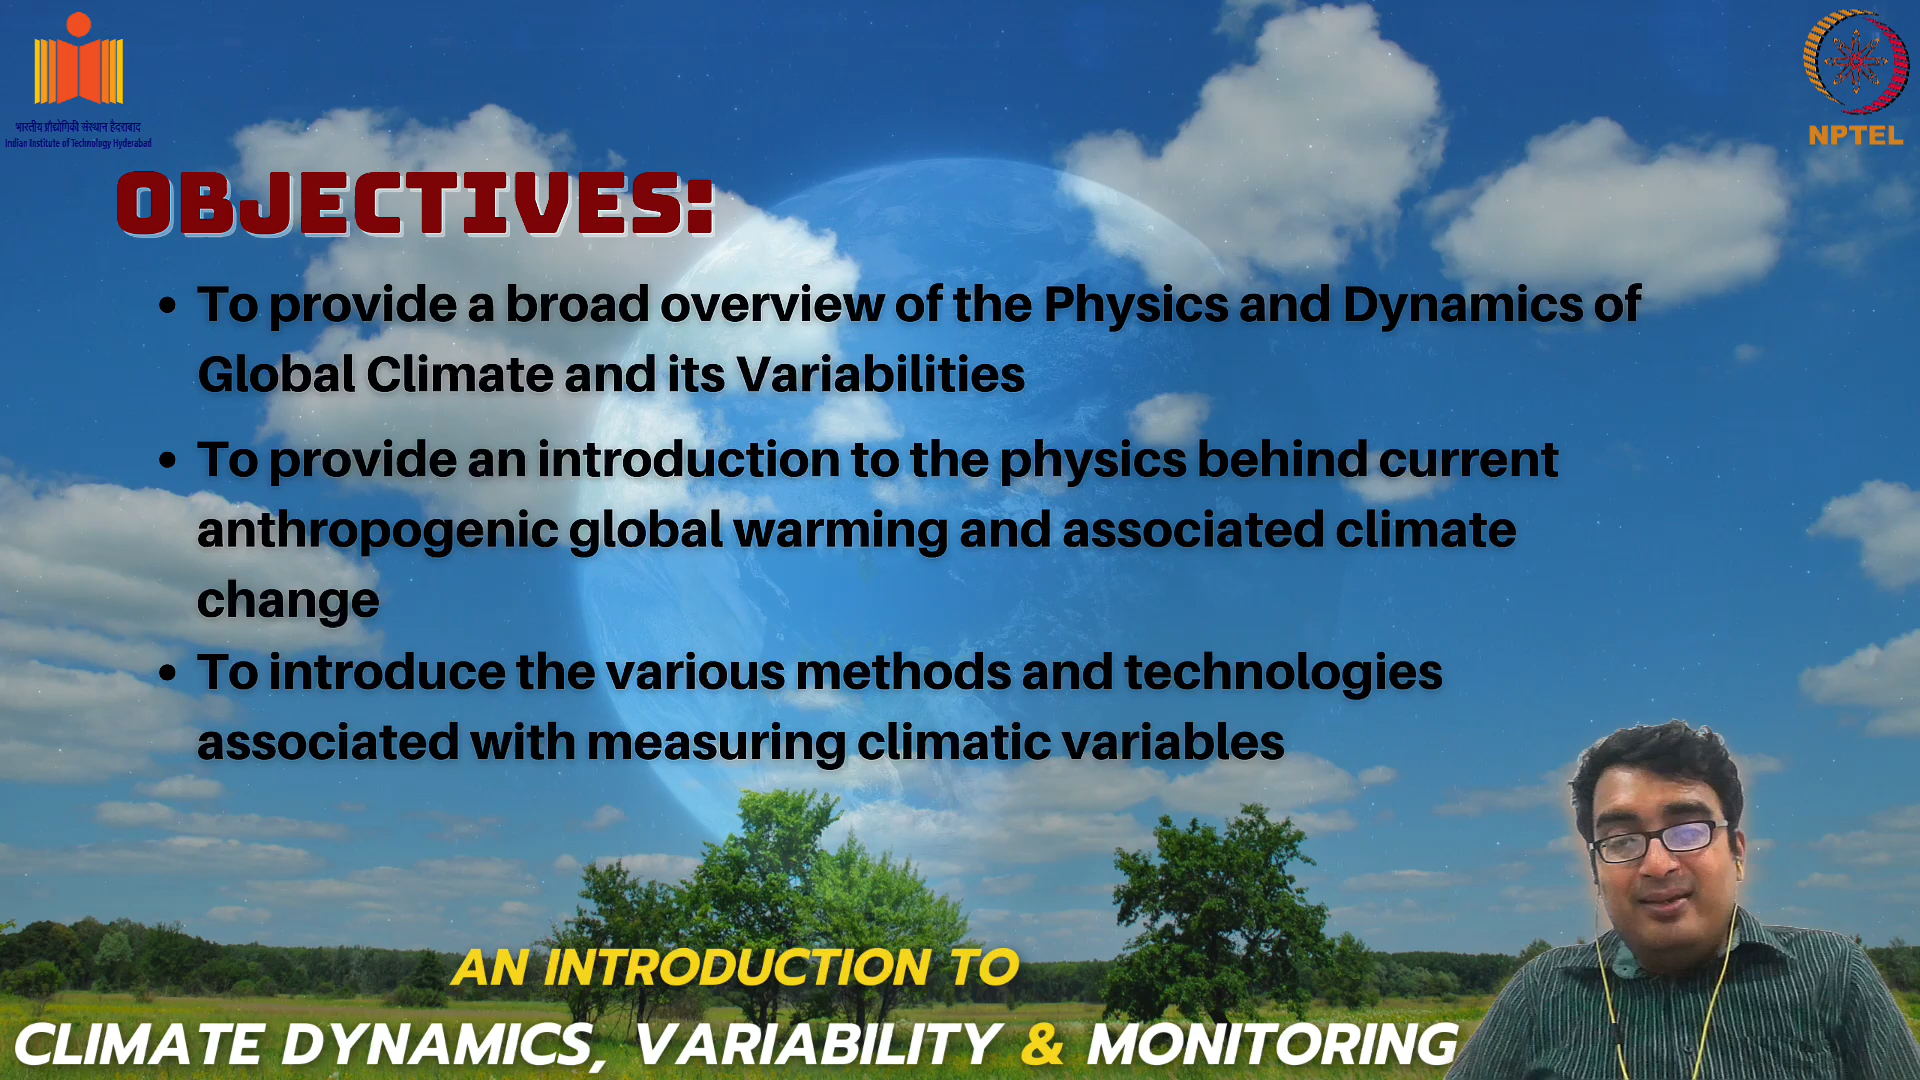 भारतीय प्रौद्योगिकी संस्थान हैदराबाद
Indian Institute of Technology Hyderabad
NPTEL
OBJECTIVES:
• To provide a broad overview of the Physics and Dynamics of
Global Climate and its Variabilities
• To provide an introduction to the physics behind current
anthropogenic global warming and associated climate
change
• To introduce the various methods and technologies
associated with measuring climatic variables
AN INTRODUCTION TO
CLIMATE DYNAMICS, VARIABILITY & MONITORING